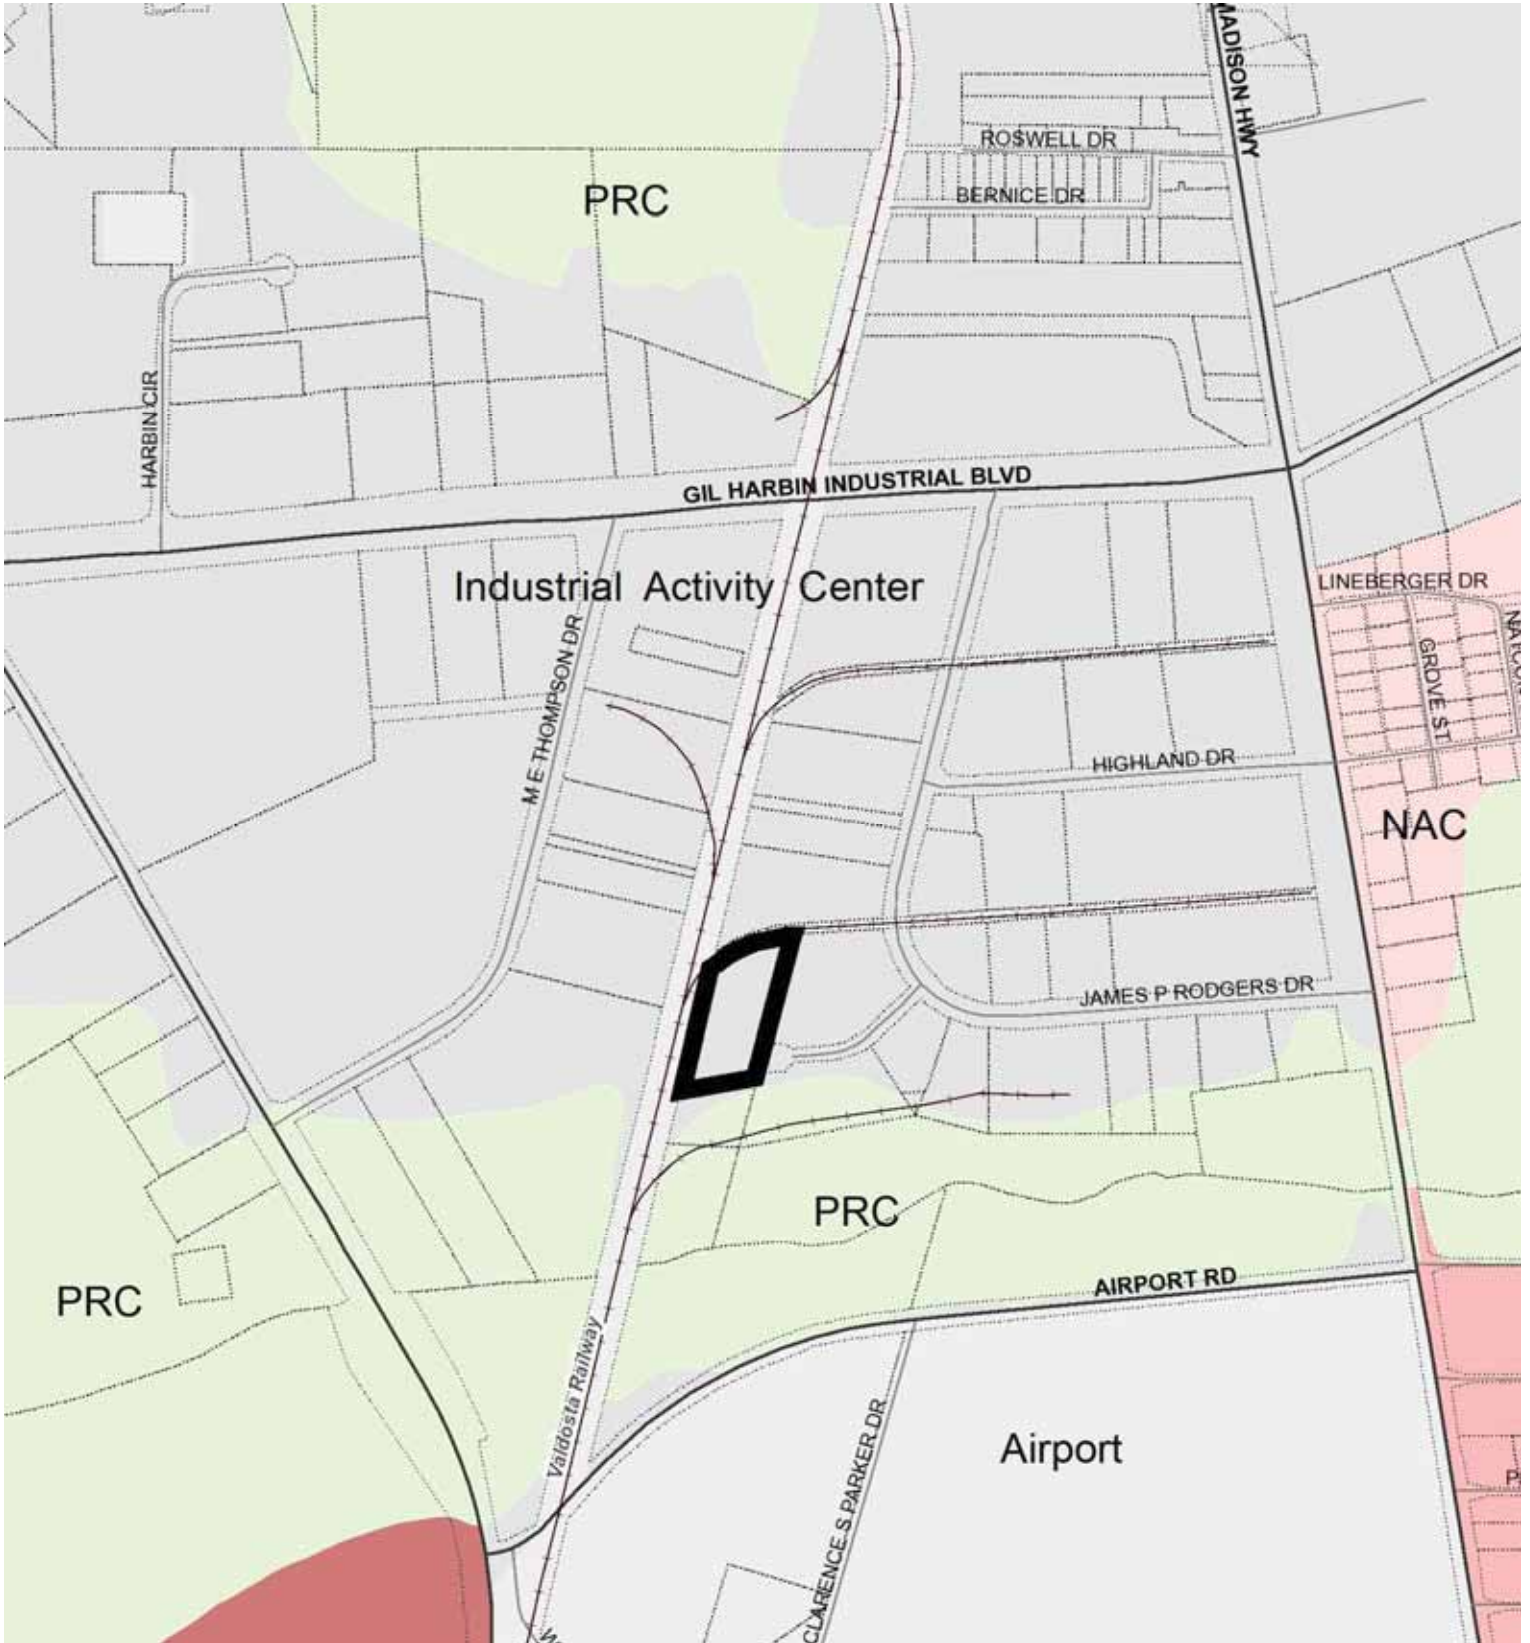 MADISON HWY
ROSWELL DR
BERNICE DR
PRC
HARBIN CIR
GIL HARBIN INDUSTRIAL BLVD
Industrial Activity Center
LINEBERGER DR
GROVE ST
M E THOMPSON DR
HIGHLAND DR
NAC
JAMES P RODGERS DR
PRC
PRC
AIRPORT RD
Valdosta Railway
CLARENCE S PARKER DR
Airport